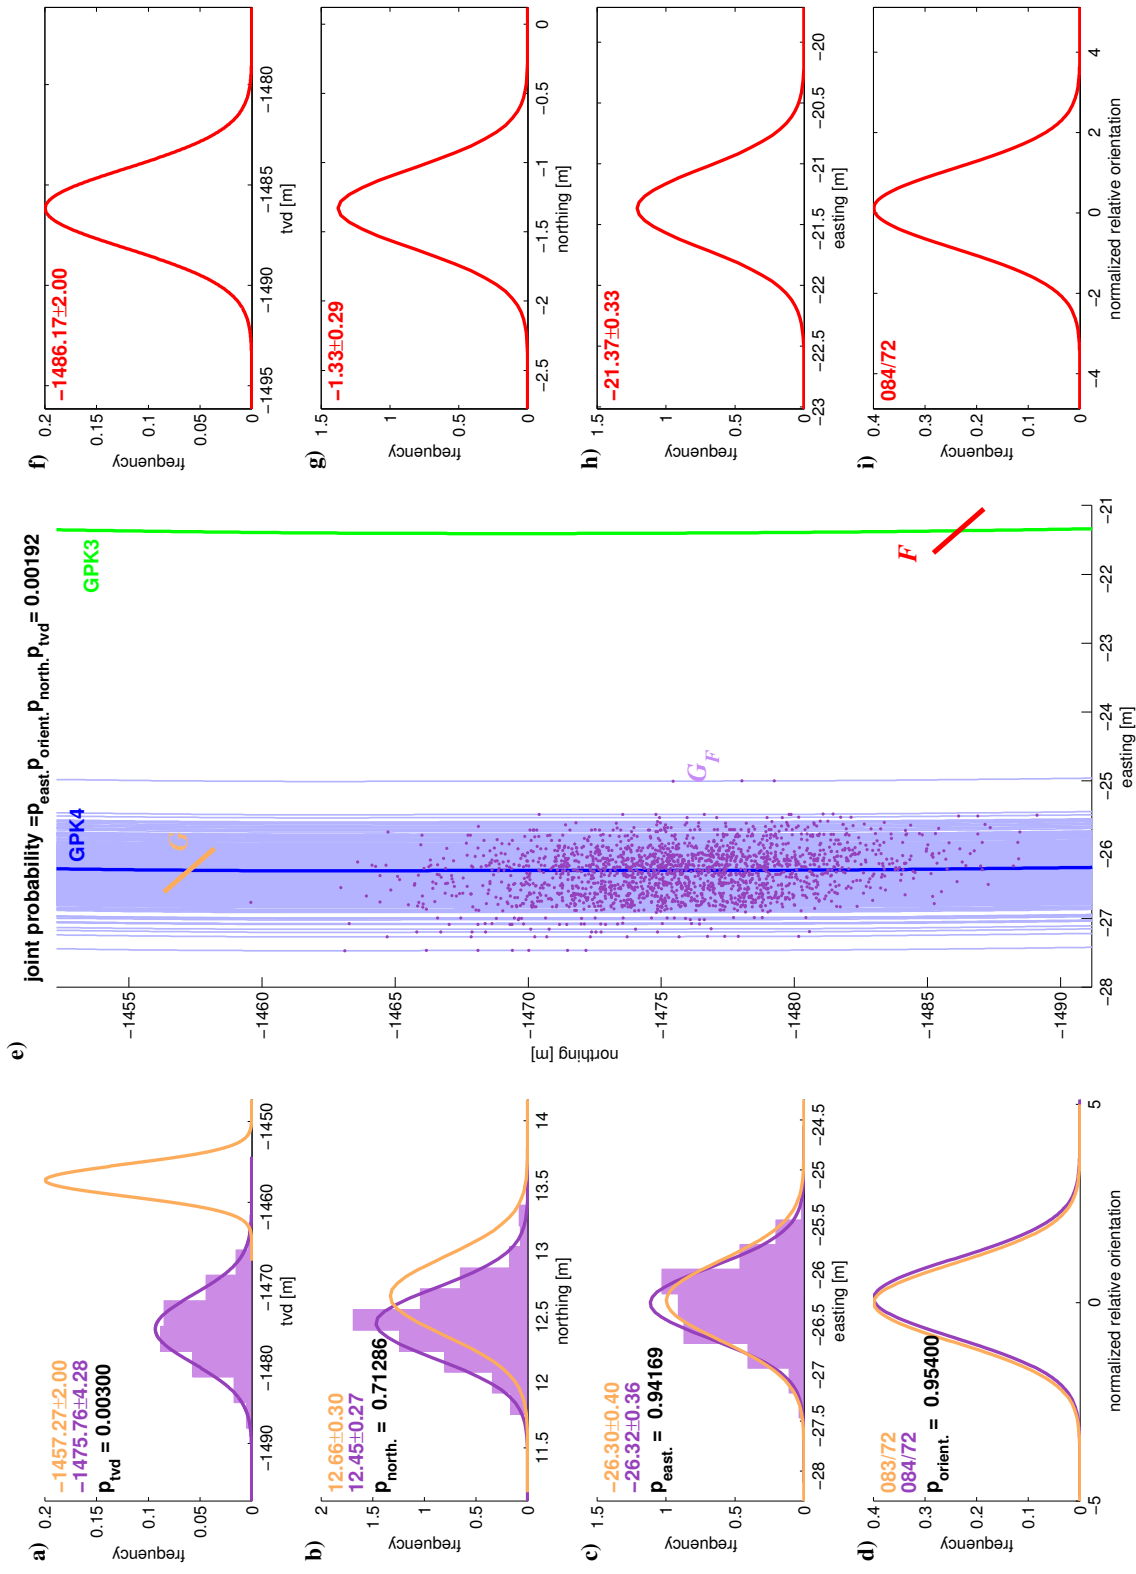 a)
−1457.27±2.00
−1475.76±4.28
ptvd = 0.00300
frequency
0 0.05 0.1 0.15 0.2
−1490 −1480 −1470 −1460 −1450
tvd [m]
b)
12.66±0.30
12.45±0.27
pnorth. = 0.71286
frequency
0 0.5 1 1.5 2
11.5 12 12.5 13 13.5 14
northing [m]
c)
−26.30±0.40
−26.32±0.36
peast. = 0.94169
frequency
0 0.5 1 1.5
−28 −27.5 −27 −26.5 −26 −25.5 −25 −24.5
easting [m]
d)
083/72
084/72
porient. = 0.95400
frequency
0 0.1 0.2 0.3 0.4
−5 0 5
normalized relative orientation
e)
joint probability =peast.porient.pnorth.ptvd= 0.00192
GPK4
GPK3
G
GF
F
northing [m]
−1455
−1460
−1465
−1470
−1475
−1480
−1485
−1490
−28 −27 −26 −25 −24 −23 −22 −21
easting [m]
f)
−1486.17±2.00
frequency
0 0.05 0.1 0.15 0.2
−1495 −1490 −1485 −1480
tvd [m]
g)
−1.33±0.29
frequency
0 0.5 1 1.5
−2.5 −2 −1.5 −1 −0.5 0
northing [m]
h)
−21.37±0.33
frequency
0 0.5 1 1.5
−23 −22.5 −22 −21.5 −21 −20.5 −20
easting [m]
i)
084/72
frequency
0 0.1 0.2 0.3 0.4
−4 −2 0 2 4
normalized relative orientation